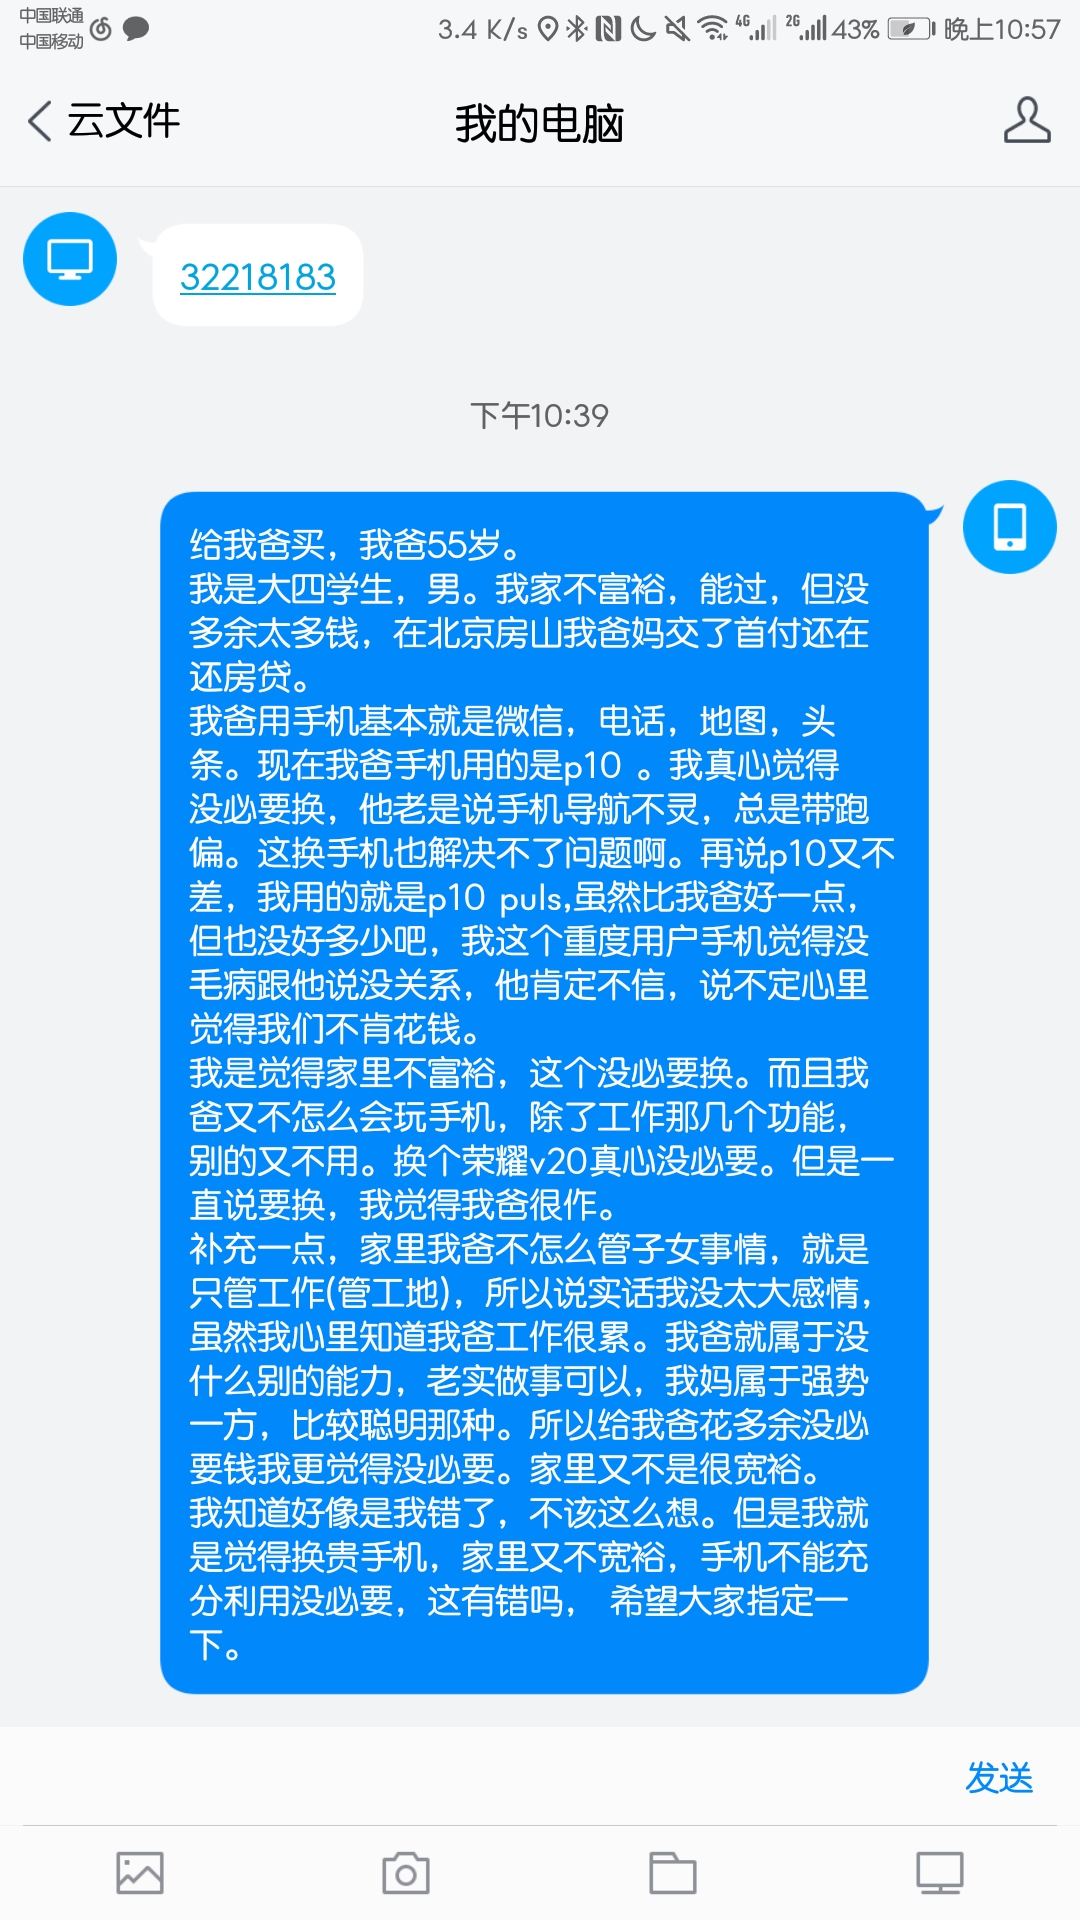 中国联通
中国移动
3.4 K/s 4G 2G 43% 晚上10:57
云文件 我的电脑
32218183
下午10:39
给我爸买，我爸55岁。
我是大四学生，男。我家不富裕，能过，但没
多余太多钱，在北京房山我爸妈交了首付还在
还房贷。
我爸用手机基本就是微信，电话，地图，头
条。现在我爸手机用的是p10 。我真心觉得
没必要换，他老是说手机导航不灵，总是带跑
偏。这换手机也解决不了问题啊。再说p10又不
差，我用的就是p10 puls,虽然比我爸好一点，
但也没好多少吧，我这个重度用户手机觉得没
毛病跟他说没关系，他肯定不信，说不定心里
觉得我们不肯花钱。
我是觉得家里不富裕，这个没必要换。而且我
爸又不怎么会玩手机，除了工作那几个功能，
别的又不用。换个荣耀v20真心没必要。但是一
直说要换，我觉得我爸很作。
补充一点，家里我爸不怎么管子女事情，就是
只管工作(管工地)，所以说实话我没太大感情，
虽然我心里知道我爸工作很累。我爸就属于没
什么别的能力，老实做事可以，我妈属于强势
一方，比较聪明那种。所以给我爸花多余没必
要钱我更觉得没必要。家里又不是很宽裕。
我知道好像是我错了，不该这么想。但是我就
是觉得换贵手机，家里又不宽裕，手机不能充
分利用没必要，这有错吗， 希望大家指定一
下。
发送